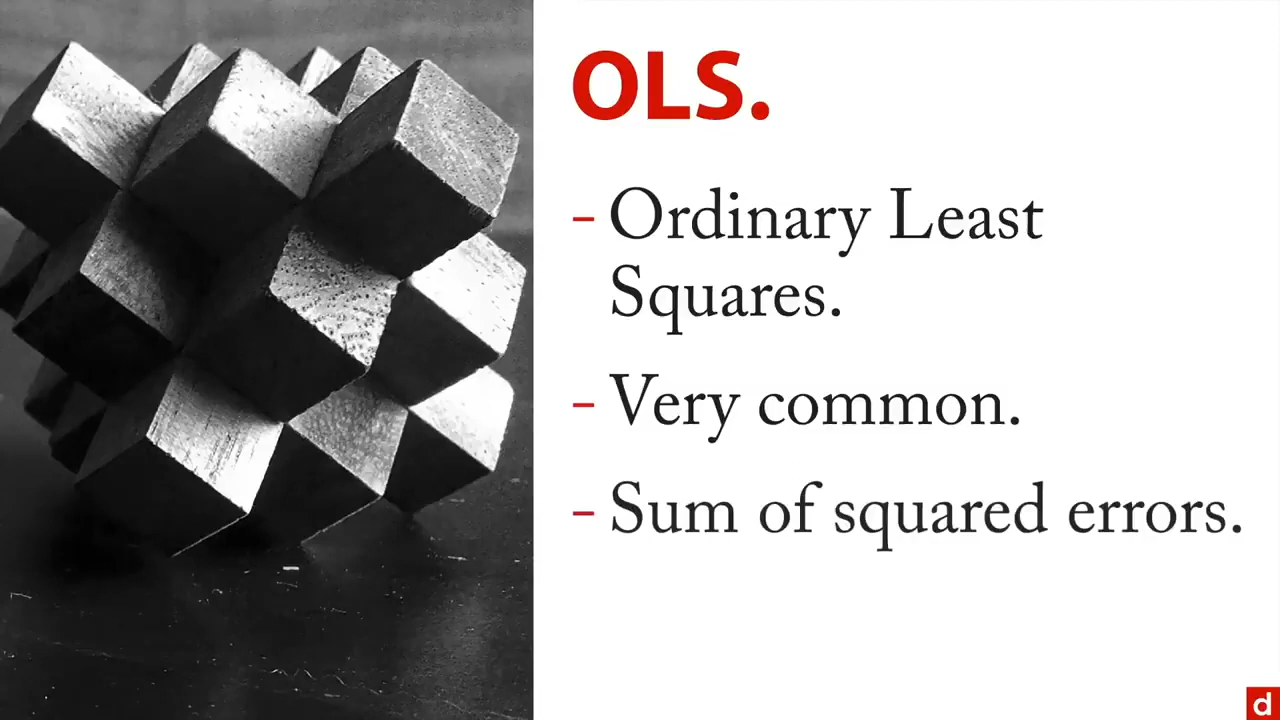 OLS.
- Ordinary Least
Squares.
- Very common.
- Sum of squared errors.
d